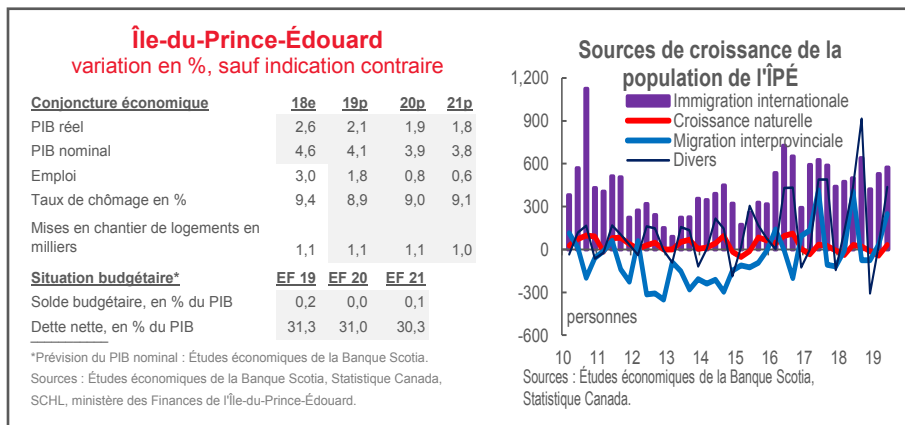 Île-du-Prince-Édouard
variation en %, sauf indication contraire
Conjoncture économique 18e 19p 20p 21p
PIB réel 2,6 2,1 1,9 1,8
PIB nominal 4,6 4,1 3,9 3,8
Emploi 3,0 1,8 0,8 0,6
Taux de chômage en % 9,4 8,9 9,0 9,1
Mises en chantier de logements en
milliers 1,1 1,1 1,1 1,0
Situation budgétaire* EF 19 EF 20 EF 21
Solde budgétaire, en % du PIB 0,2 0,0 0,1
Dette nette, en % du PIB 31,3 31,0 30,3
*Prévision du PIB nominal : Études économiques de la Banque Scotia.
Sources : Études économiques de la Banque Scotia, Statistique Canada,
SCHL, ministère des Finances de l'Île-du-Prince-Édouard.
Sources de croissance de la
population de l'ÎPÉ
1,200
900
600
300
0
-300
-600
Immigration internationale
Croissance naturelle
Migration interprovinciale
Divers
personnes
10 11 12 13 14 15 16 17 18 19
Sources : Études économiques de la Banque Scotia,
Statistique Canada.